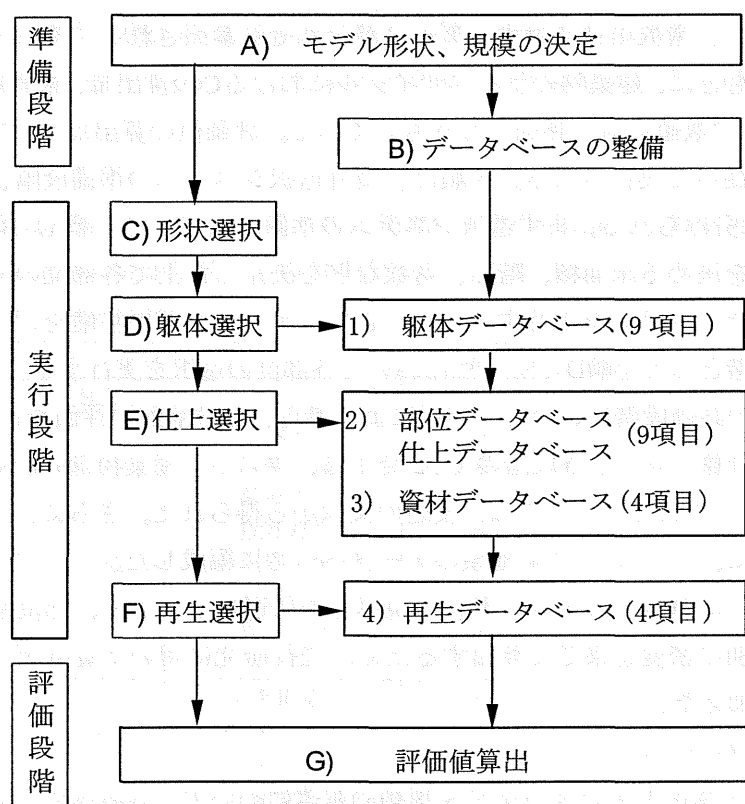 準備段階
A) モデル形状、規模の決定
B) データベースの整備
実行段階
C) 形状選択
D) 躯体選択
1) 躯体データベース(9項目)
E) 仕上選択
2) 部位データベース
仕上データベース (9項目)
3) 資材データベース(4項目)
F) 再生選択
4) 再生データベース(4項目)
評価段階
G) 評価値算出